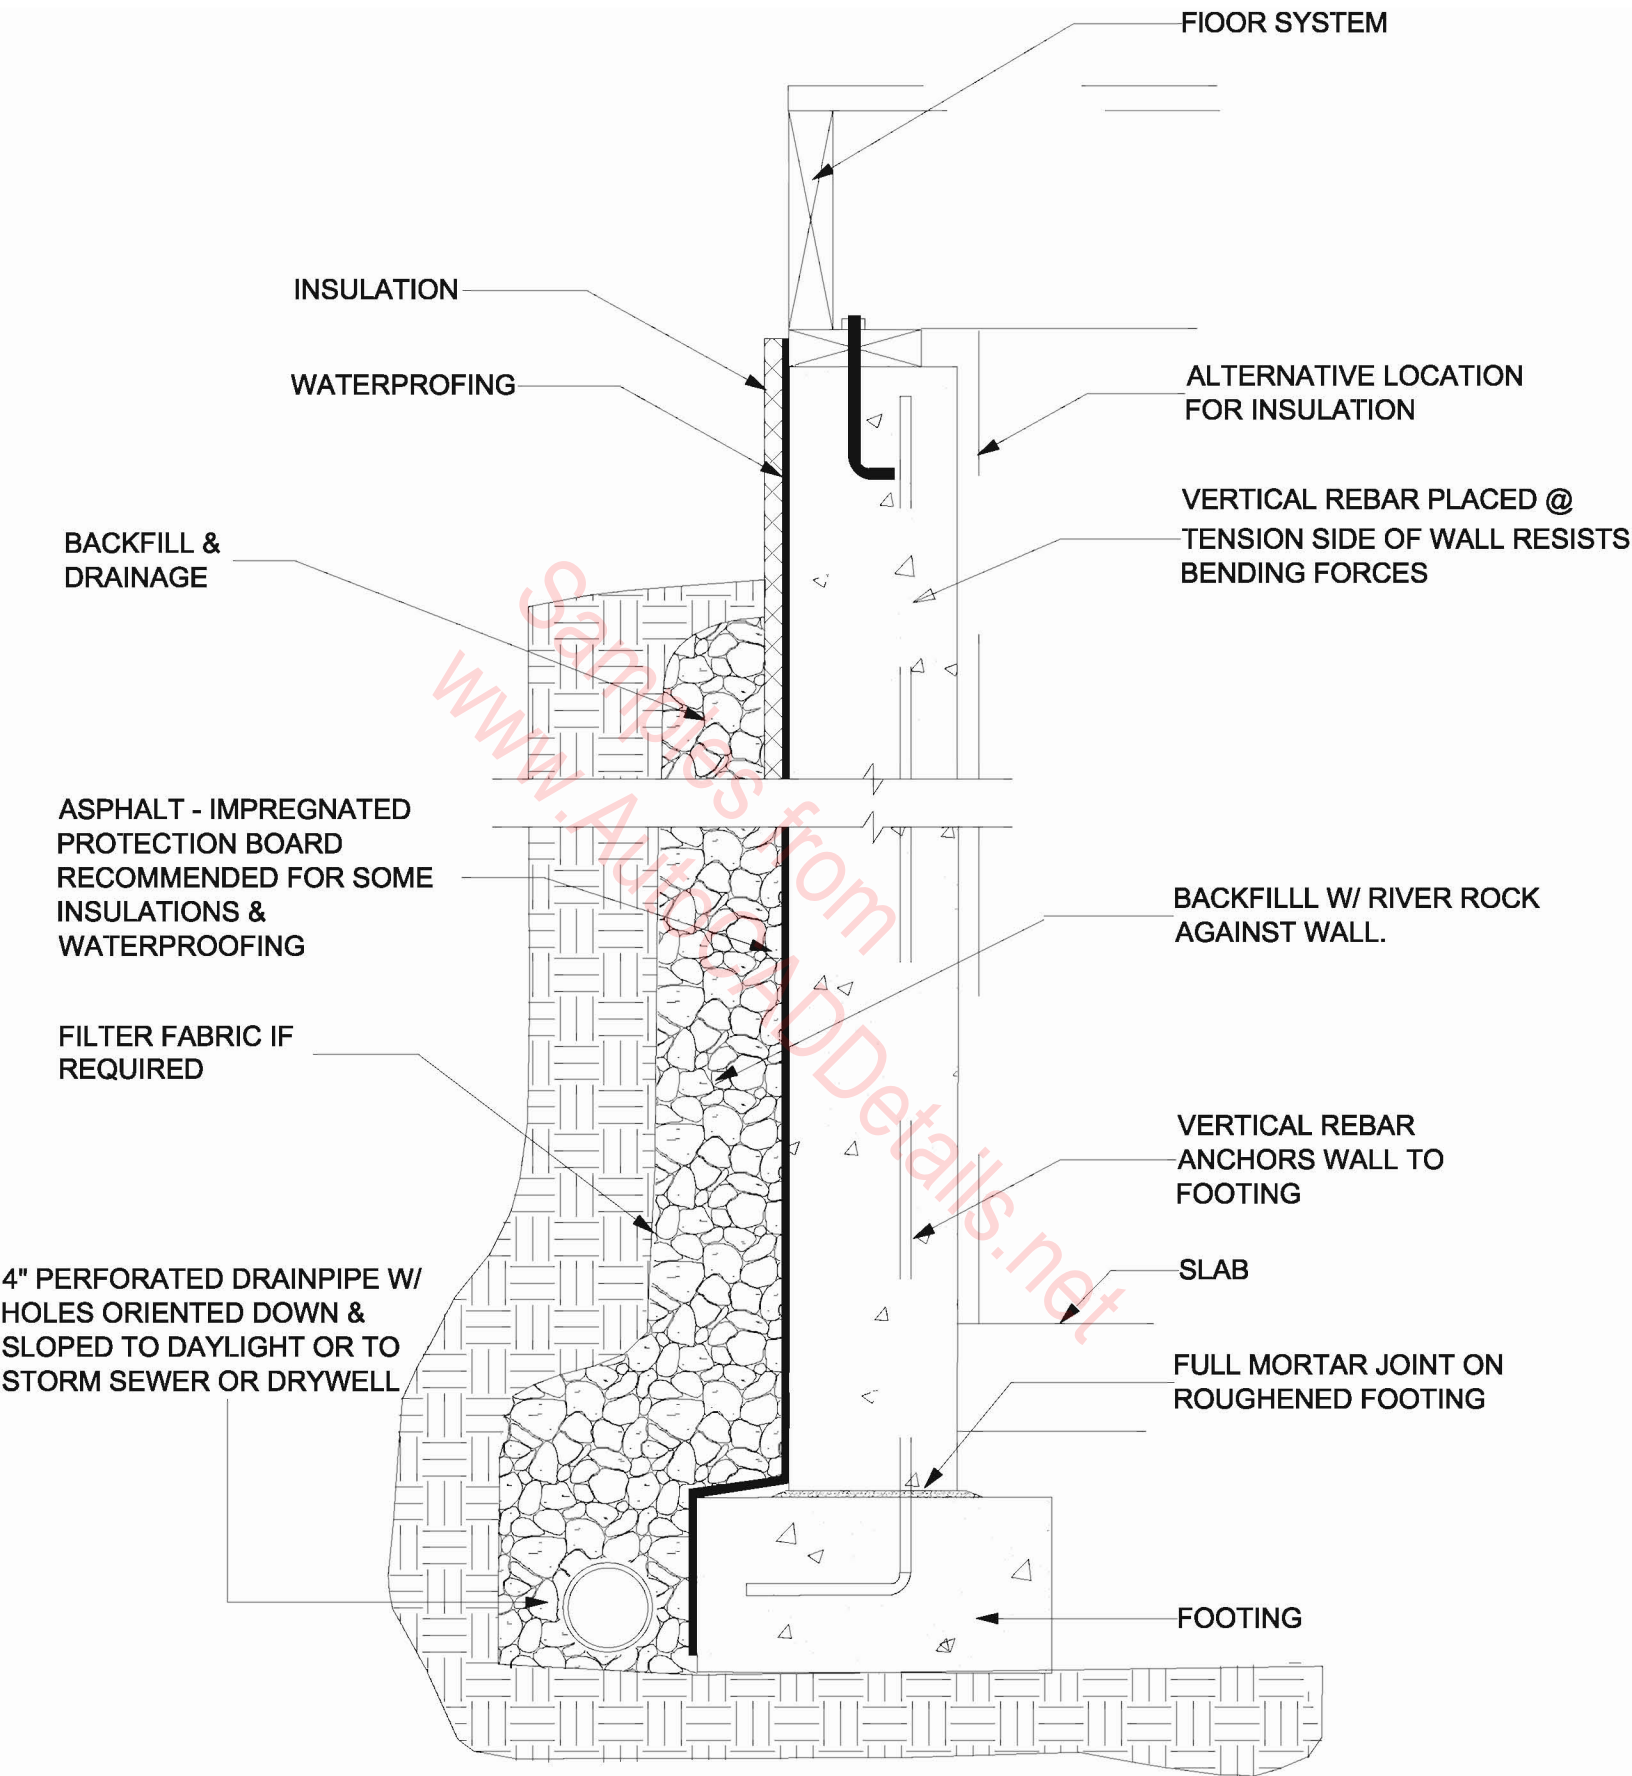 FIOOR SYSTEM
INSULATION
WATERPROFING
ALTERNATIVE LOCATION
FOR INSULATION
VERTICAL REBAR PLACED @
TENSION SIDE OF WALL RESISTS
BENDING FORCES
BACKFILL &
DRAINAGE
ASPHALT - IMPREGNATED
PROTECTION BOARD
RECOMMENDED FOR SOME
INSULATIONS &
WATERPROOFING
BACKFILLL W/ RIVER ROCK
AGAINST WALL.
FILTER FABRIC IF
REQUIRED
VERTICAL REBAR
ANCHORS WALL TO
FOOTING
SLAB
4" PERFORATED DRAINPIPE W/
HOLES ORIENTED DOWN &
SLOPED TO DAYLIGHT OR TO
STORM SEWER OR DRYWELL
FULL MORTAR JOINT ON
ROUGHENED FOOTING
FOOTING
Samples from
www.AutoCADDetails.net